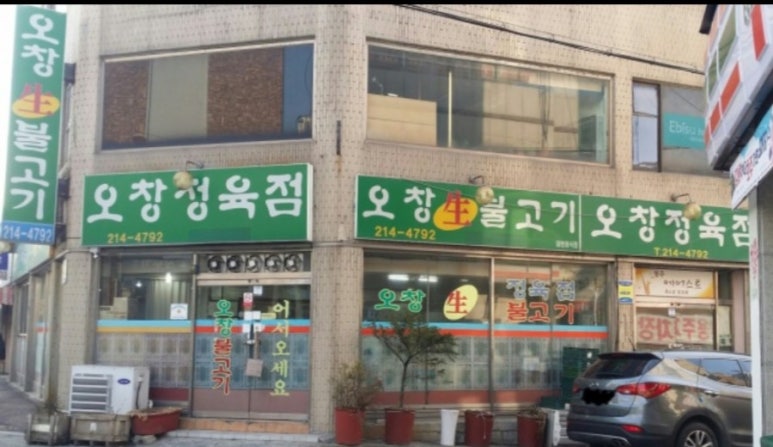 오창生불고기
214-4792
오창정육점
214-4792
오창生불고기
214-4792
오창정육점
T.214-4792
Ebisu
오창불고기
어서오세요
오창 生 정육점
불고기